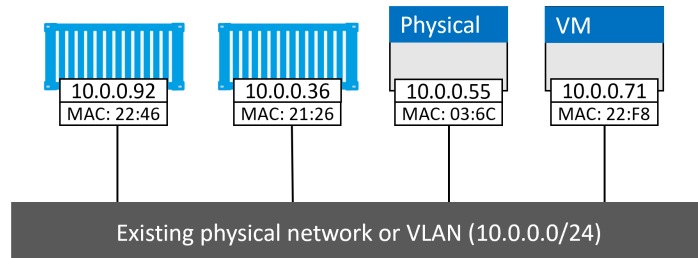 Physical
VM
10.0.0.92
10.0.0.36
10.0.0.55
10.0.0.71
MAC: 22:46
MAC: 21:26
MAC: 03:6C
MAC: 22:F8
Existing physical network or VLAN (10.0.0.0/24)